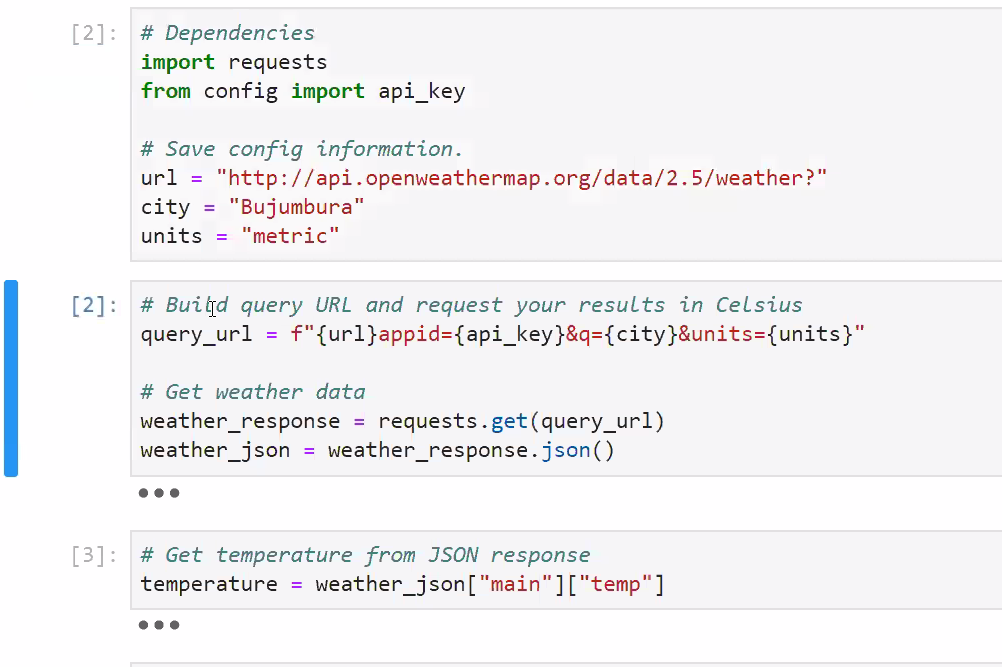 [2]:
# Dependencies
import requests
from config import api_key
# Save config information.
url = "http://api.openweathermap.org/data/2.5/weather?"
city = "Bujumbura"
units = "metric"
[2]:
# Build query URL and request your results in Celsius
query_url = f"{url}appid={api_key}&q={city}&units={units}"
# Get weather data
weather_response = requests.get(query_url)
weather_json = weather_response.json()
[3]:
# Get temperature from JSON response
temperature = weather_json["main"]["temp"]